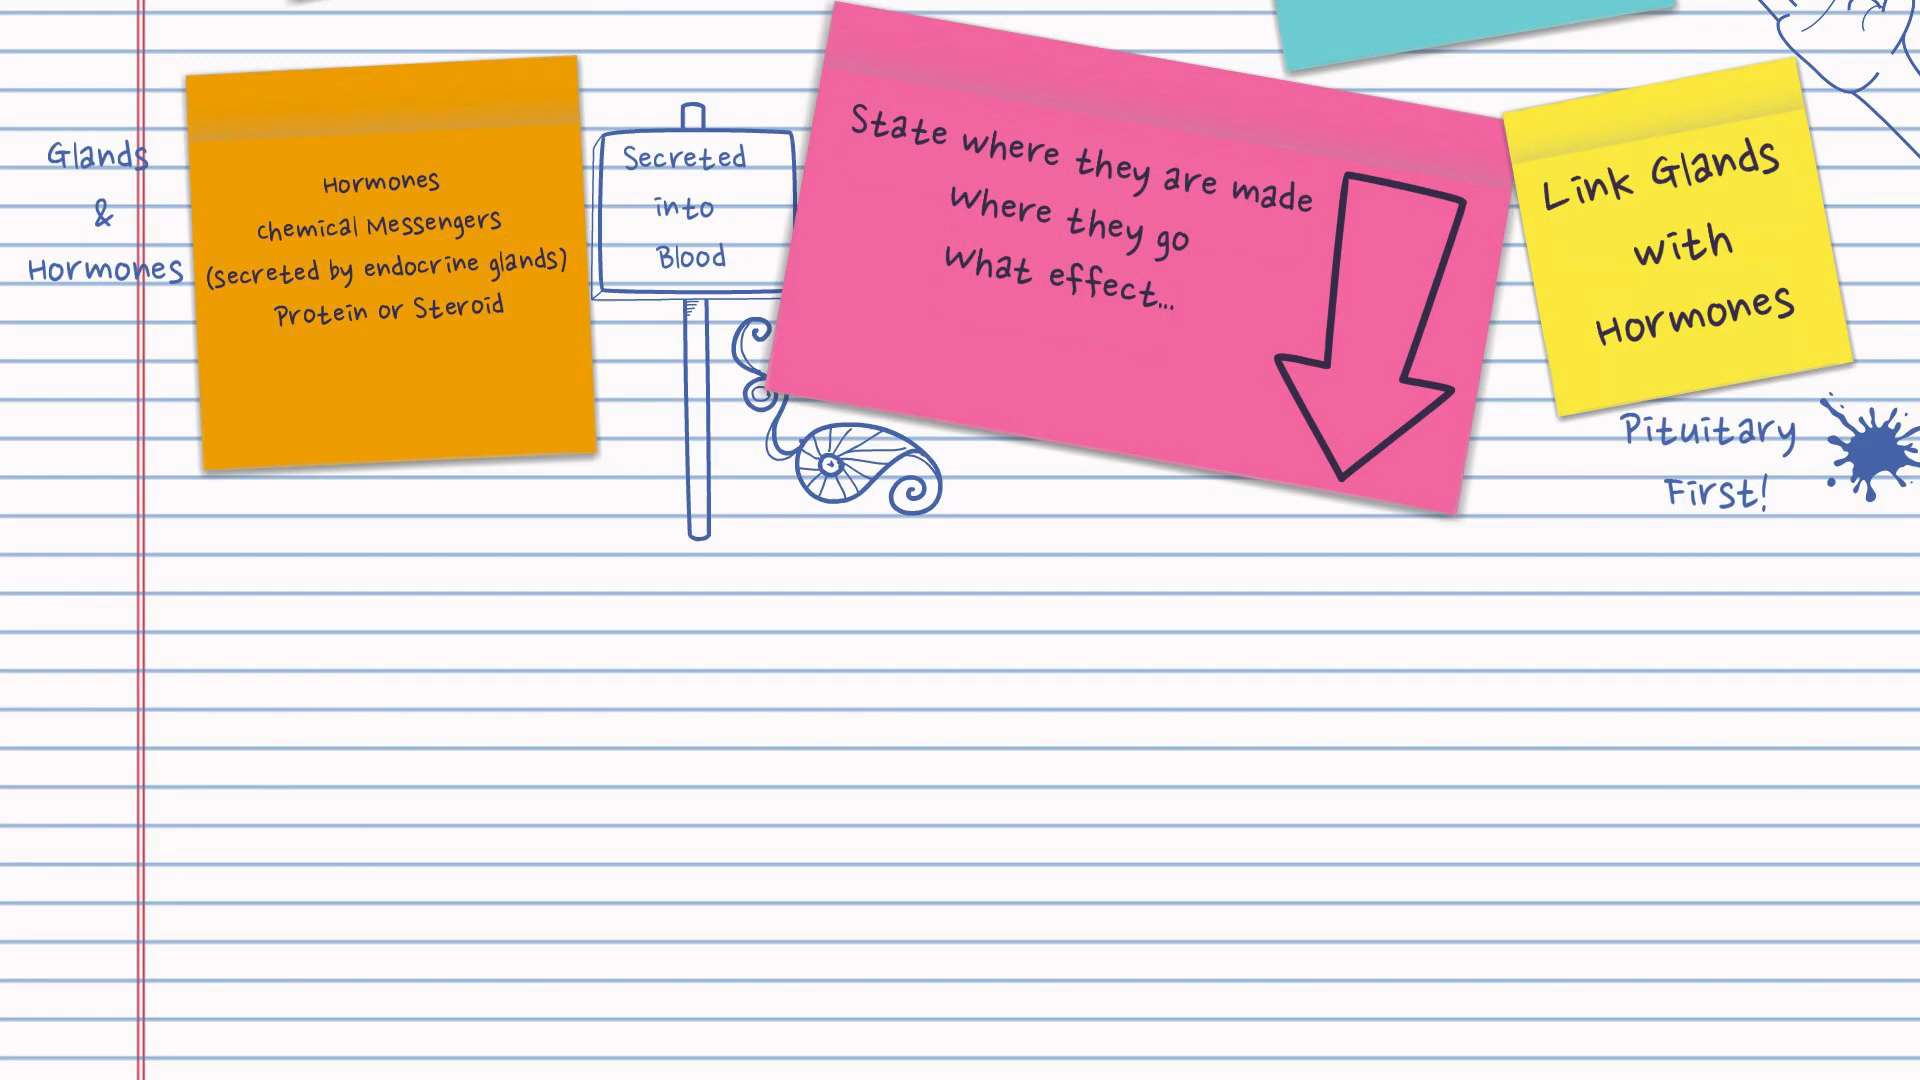 Glands
&
Hormones
Hormones
chemical Messengers
(secreted by endocrine glands)
Protein or Steroid
Secreted
into
Blood
State where they are made
Where they go
What effect...
Link Glands
with
Hormones
Pituitary
First!